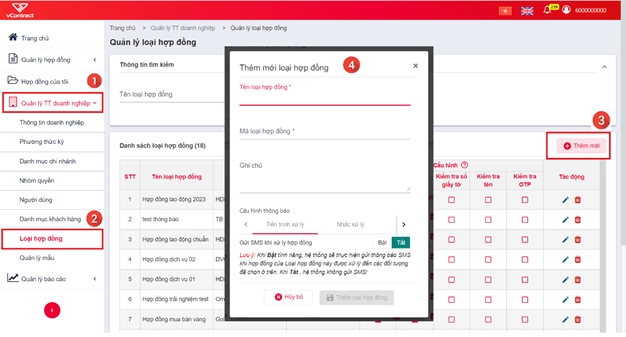 vContract
278
6000000000
Trang chủ > Quản lý TT doanh nghiệp > Quản lý loại hợp đồng
Trang chủ
Quản lý hợp đồng
Hợp đồng của tôi
1
Quản lý TT doanh nghiệp
Thông tin doanh nghiệp
Phương thức ký
Danh mục chi nhánh
Nhóm quyền
Người dùng
Danh mục khách hàng
2
Loại hợp đồng
Quản lý mẫu
Quản lý báo cáo
Quản lý loại hợp đồng
Thông tin tìm kiếm
Tên loại hợp đồng
Danh sách loại hợp đồng (18)
3
Thêm mới
STT Tên loại hợp đồng Cấu hình Tác động
Kiểm tra số giấy tờ Kiểm tra tên Kiểm tra OTP
1 Hợp đồng lao động 2023
2 test thông báo TB
3 Hợp đồng lao động chuẩn
4 Hợp đồng dịch vụ 02
5 Hợp đồng dịch vụ 01
6 Hợp đồng trải nghiệm test
7 Hợp đồng mua bán vàng
Thêm mới loại hợp đồng
4
×
Tên loại hợp đồng *
Mã loại hợp đồng *
Ghi chú
Cấu hình thông báo
Tiến trình xử lý Nhắc xử lý
Gửi SMS khi xử lý hợp đồng Bật Tắt
Lưu ý: Khi Bật tính năng, hệ thống sẽ thực hiện gửi thông báo SMS
khi hợp đồng của Loại hợp đồng này được xử lý đến các đối tượng
đã chọn ở trên. Khi Tắt , hệ thống không gửi SMS!
Hủy bỏ Thêm loại hợp đồng